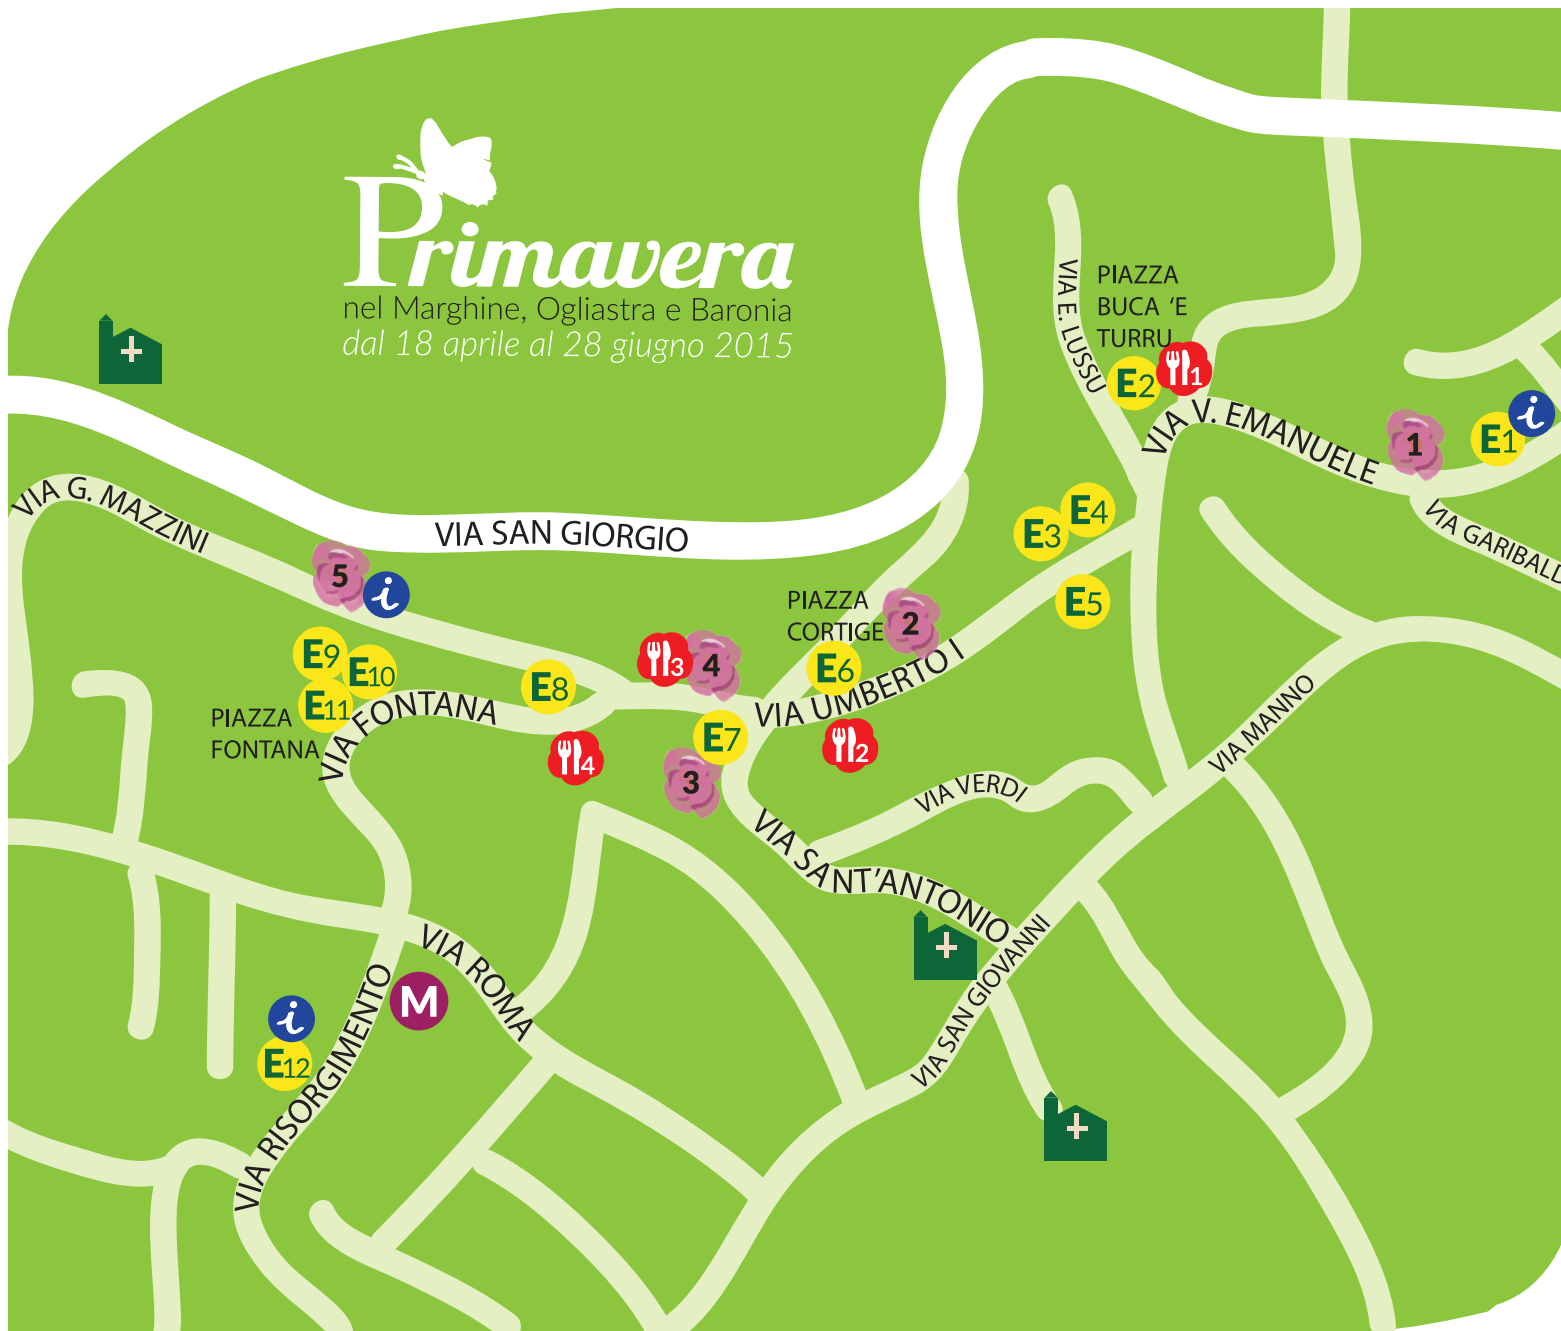 Primavera
nel Marghine, Ogliastra e Baronia
dal 18 aprile al 28 giugno 2015
VIA E. LUSSU
PIAZZA
BUCA 'E
TURRU
E2
1
VIA V. EMANUELE
1
E1
i
VIA GARIBALD
VIA G. MAZZINI
VIA SAN GIORGIO
E4
E3
E5
5
i
PIAZZA
CORTIGE
2
E6
VIA UMBERTO I
3
4
E9
E10
E11
E8
PIAZZA
FONTANA
VIA FONTANA
4
E7
3
2
VIA MANNO
VIA VERDI
VIA SANT'ANTONIO
VIA SAN GIOVANNI
VIA ROMA
M
i
E12
VIA RISORGIMENTO